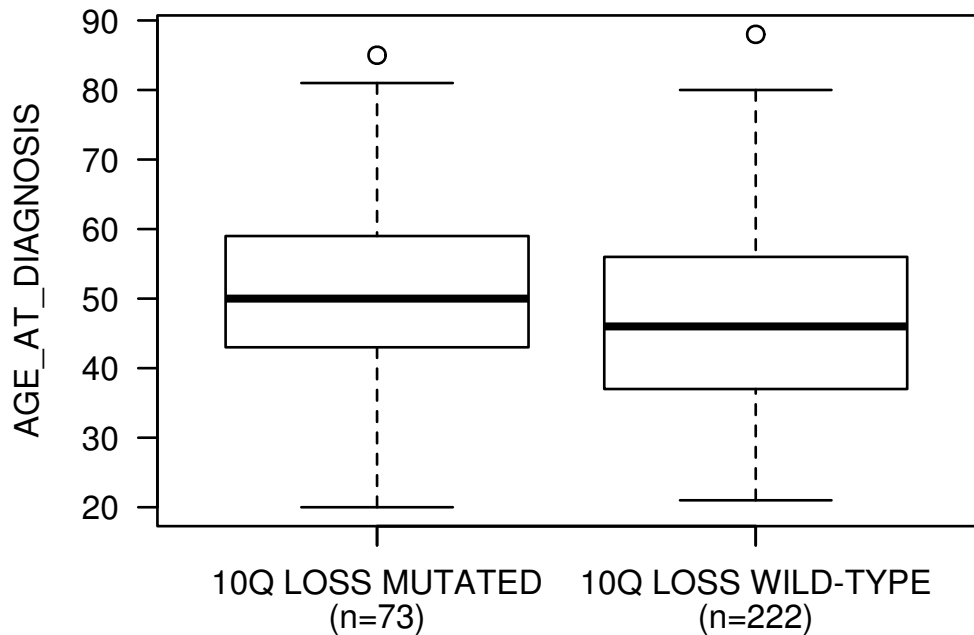 AGE_AT_DIAGNOSIS
90
80
70
60
50
40
30
20
10Q LOSS MUTATED
(n=73)
10Q LOSS WILD-TYPE
(n=222)